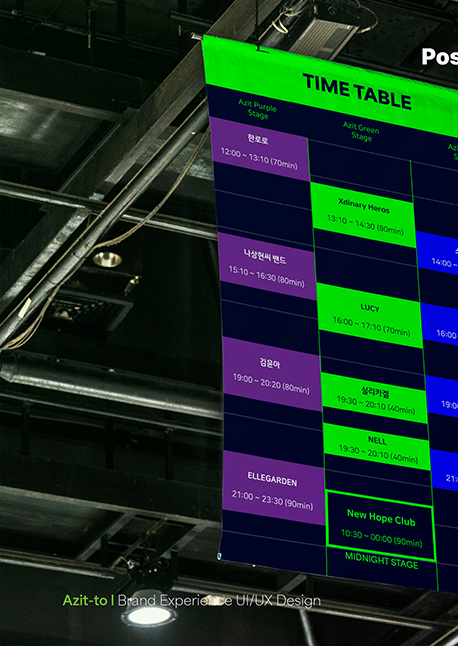 Pos
TIME TABLE
Azit Purple
Stage
Azit Green
Stage
한로로
12:00 ~ 13:10 (70min)
Xdinary Heros
13:10 ~ 14:30 (80min)
나상현씨 밴드
15:10 ~ 16:30 (80min)
14:00 ~
LUCY
16:00 ~ 17:10 (70min)
16:00
김윤아
19:00 ~ 20:20 (80min)
실리카겔
19:30 ~ 20:10 (40min)
19:0
NELL
19:30 ~ 20:10 (40min)
ELLEGARDEN
21:00 ~ 23:30 (90min)
New Hope Club
10:30 ~ 00:00 (90min)
MIDNIGHT STAGE
Azit-to | Brand Experience UI/UX Design